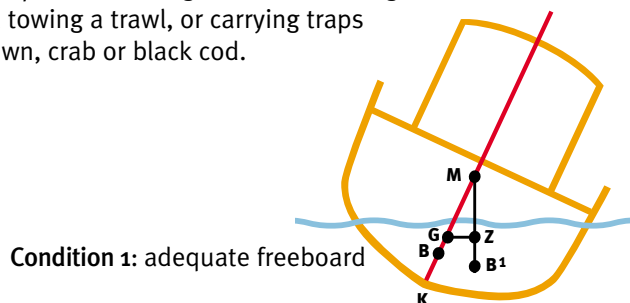 towing a trawl, or carrying traps
wn, crab or black cod.
M
G
Z
B
B¹
Condition 1: adequate freeboard
K